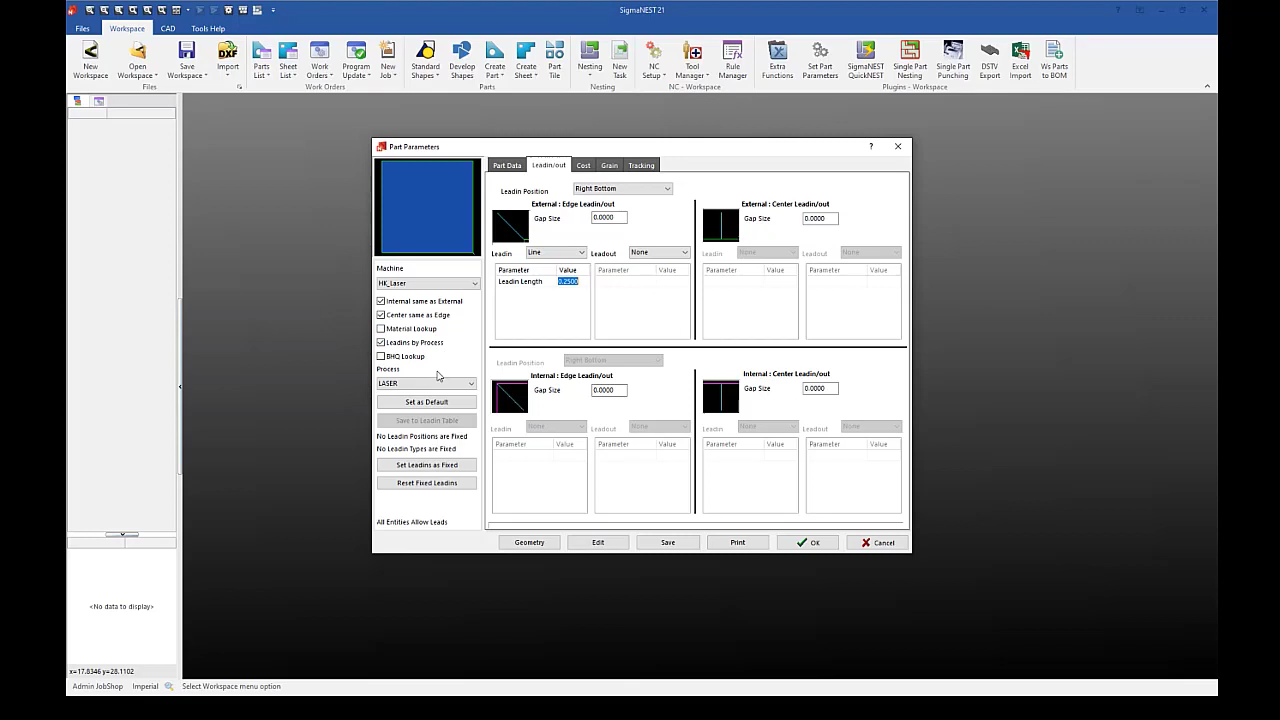 SigmaNEST 21
Files
Workspace
CAD
Tools Help
New Workspace
Open Workspace
Save Workspace
Import
Parts List
Sheet List
Work Orders
Program Update
New Job
Standard Shapes
Develop Shapes
Create Part
Create Sheet
Part Tile
Nesting
New Task
NC Setup
Tool Manager
Rule Manager
Extra Functions
Set Part Parameters
SigmaNEST QuickNEST
Single Part Nesting
Single Part Punching
DSTV Export
Excel Import
Ws Parts to BOM
Files
Work Orders
Parts
Nesting
NC - Workspace
Plugins - Workspace
Part Parameters
Part Data
Leadin/out
Cost
Grain
Tracking
Leadin Position
Right Bottom
External : Edge Leadin/out
Gap Size
0.0000
External : Center Leadin/out
Gap Size
0.0000
Leadin
Line
Leadout
None
Leadin
None
Leadout
None
Parameter Value
Leadin Length 0.2500
Parameter Value
Parameter Value
Parameter Value
Machine
HK_Laser
Internal same as External
Center same as Edge
Material Lookup
Leadins by Process
BHQ Lookup
Process
LASER
Set as Default
Save to Leadin Table
No Leadin Positions are Fixed
No Leadin Types are Fixed
Set Leadins as Fixed
Reset Fixed Leadins
All Entities Allow Leads
Leadin Position
Right Bottom
Internal : Edge Leadin/out
Gap Size
0.0000
Internal : Center Leadin/out
Gap Size
0.0000
Leadin
None
Leadout
None
Leadin
None
Leadout
None
Parameter Value
Parameter Value
Parameter Value
Parameter Value
Geometry
Edit
Save
Print
OK
Cancel
<No data to display>
x=17.8346 y=28.1102
Admin JobShop
Imperial
Select Workspace menu option